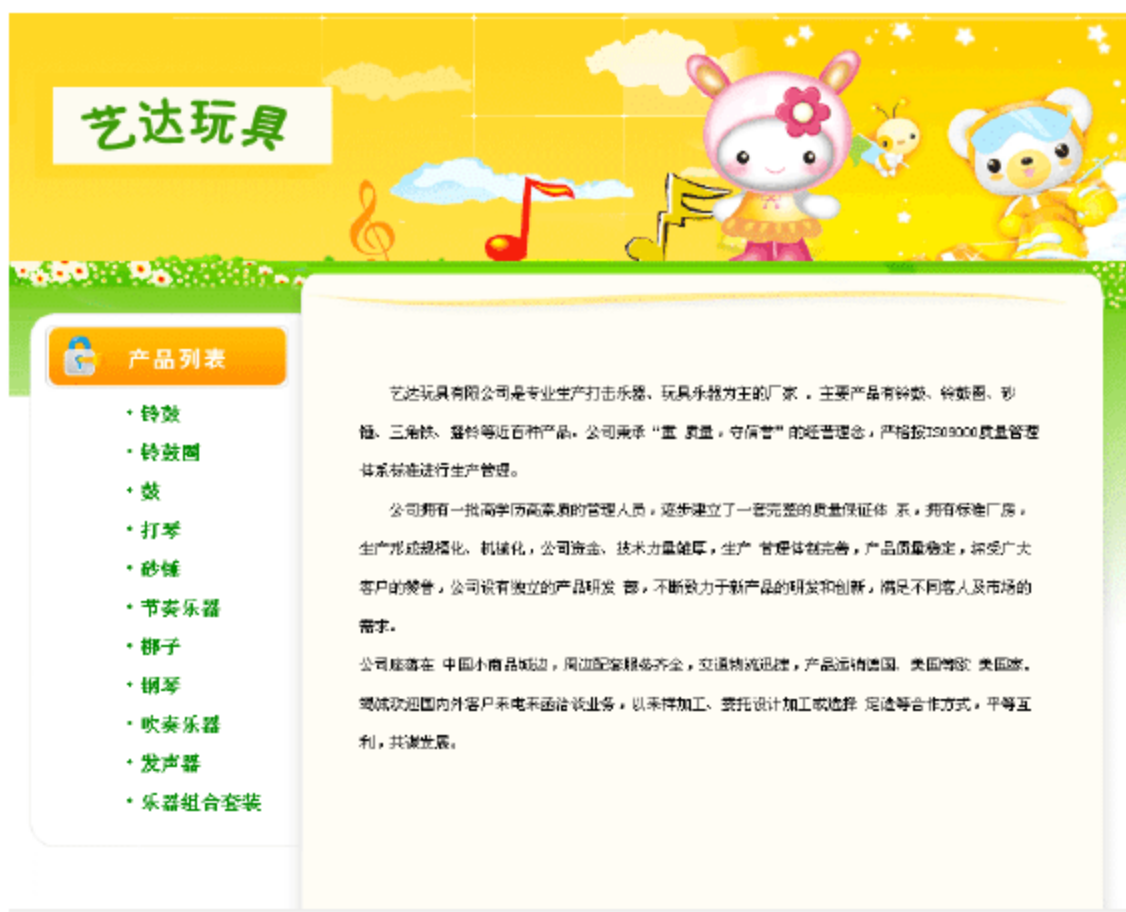 艺达玩具
产品列表
· 铃鼓
· 铃鼓圈
· 鼓
· 打琴
· 砂锤
· 节奏乐器
· 梆子
· 钢琴
· 吹奏乐器
· 发声器
· 乐器组合套装
艺达玩具有限公司是专业生产打击乐器、玩具乐器为主的厂家 。主要产品有铃鼓、铃鼓圈、砂
锤、三角铁、摇铃等近百种产品。公司秉承“重 质量，守信誉”的经营理念，严格按ISO9000质量管理
体系标准进行生产管理。
公司拥有一批高学历高素质的管理人员，逐步建立了一套完整的质量保证体 系，拥有标准厂房，
生产形成规模化、机械化，公司资金、技术力量雄厚，生产 管理体制完善，产品质量稳定，深受广大
客户的赞誉，公司设有独立的产品研发 部，不断致力于新产品的研发和创新，满足不同客人及市场的
需求。
公司座落在 中国小商品城边，周边配套服务齐全，交通物流迅捷，产品远销德国、美国等欧 美国家。
竭诚欢迎国内外客户来电来函洽谈业务，以来样加工、委托设计加工或选择 定造等合作方式，平等互
利，共谋发展。